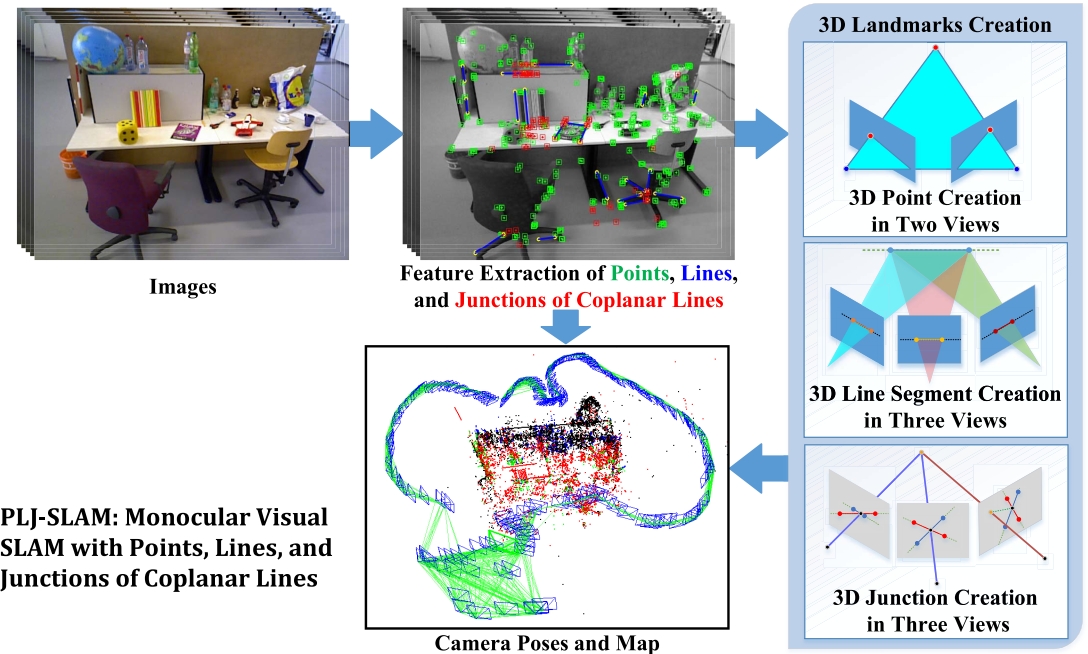 3D Landmarks Creation
3D Point Creation
in Two Views
Images
Feature Extraction of Points, Lines,
and Junctions of Coplanar Lines
3D Line Segment Creation
in Three Views
PLJ-SLAM: Monocular Visual
SLAM with Points, Lines, and
Junctions of Coplanar Lines
3D Junction Creation
in Three Views
Camera Poses and Map